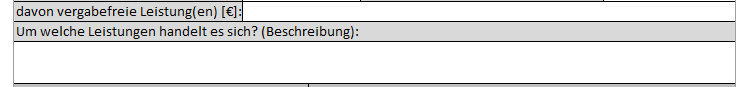 davon vergabefreie Leistung(en) [€]:
Um welche Leistungen handelt es sich? (Beschreibung):